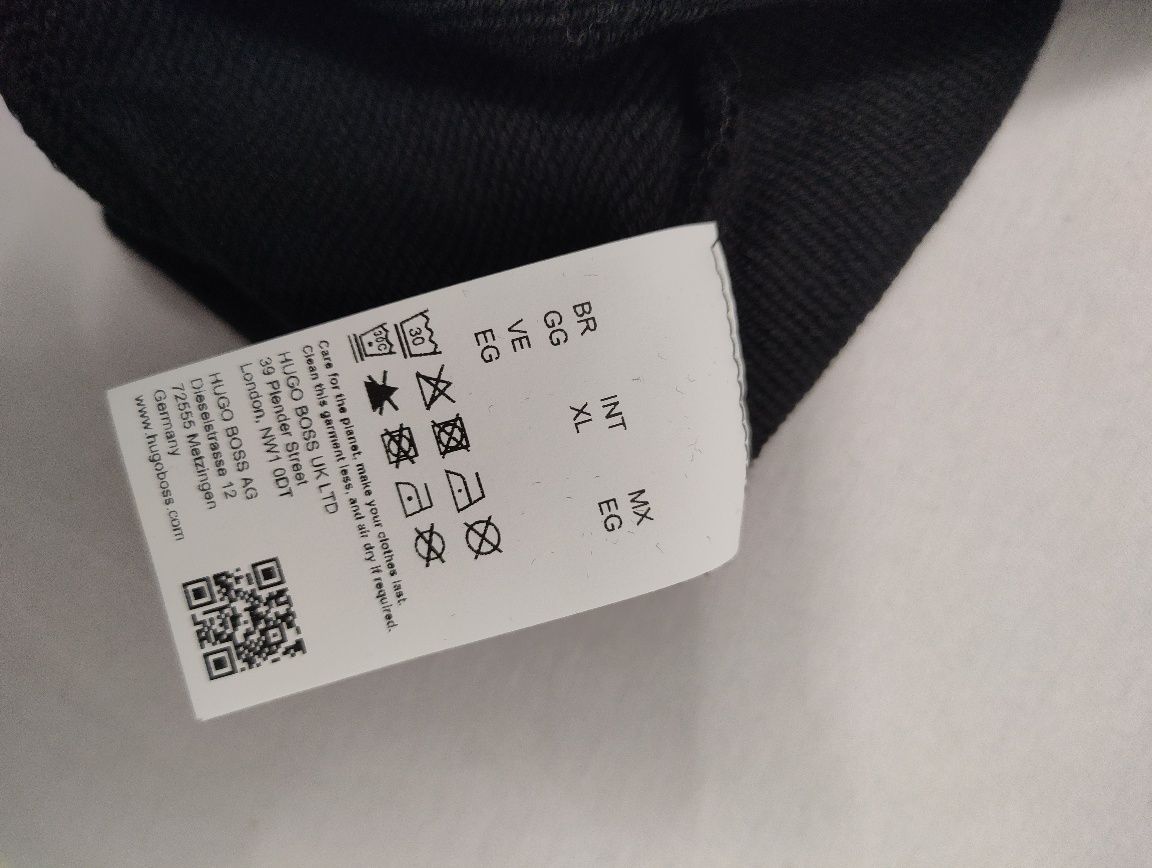 BR
GG
INT
XL
MX
EG
VE
EG
30
30C
Care for the planet, make your clothes last.
Clean this garment less, and air dry if required.
HUGO BOSS UK LTD
39 Plender Street
London, NW1 0DT
HUGO BOSS AG
Dieselstrasse 12
72555 Metzingen
Germany
www.hugoboss.com